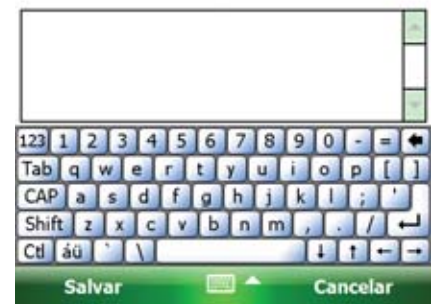 123 1 2 3 4 5 6 7 8 9 0 - =
Tab q w e r t y u i o p [ ]
CAP a s d f g h j k l ; '
Shift z x c v b n m , . /
Ctl áü ` \
Salvar Cancelar